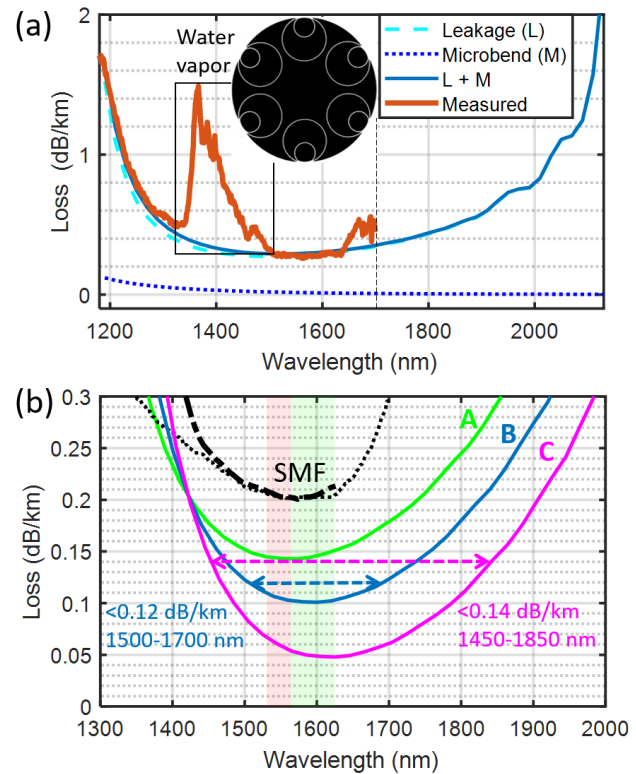 (a)
2
1
0
Loss (dB/km)
Water
vapor
Leakage (L)
Microbend (M)
L + M
Measured
1200
1400
1600
1800
2000
Wavelength (nm)
(b)
0.3
0.25
0.2
0.15
0.1
0.05
0
Loss (dB/km)
SMF
A
B
C
<0.12 dB/km
1500-1700 nm
<0.14 dB/km
1450-1850 nm
1300
1400
1500
1600
1700
1800
1900
2000
Wavelength (nm)